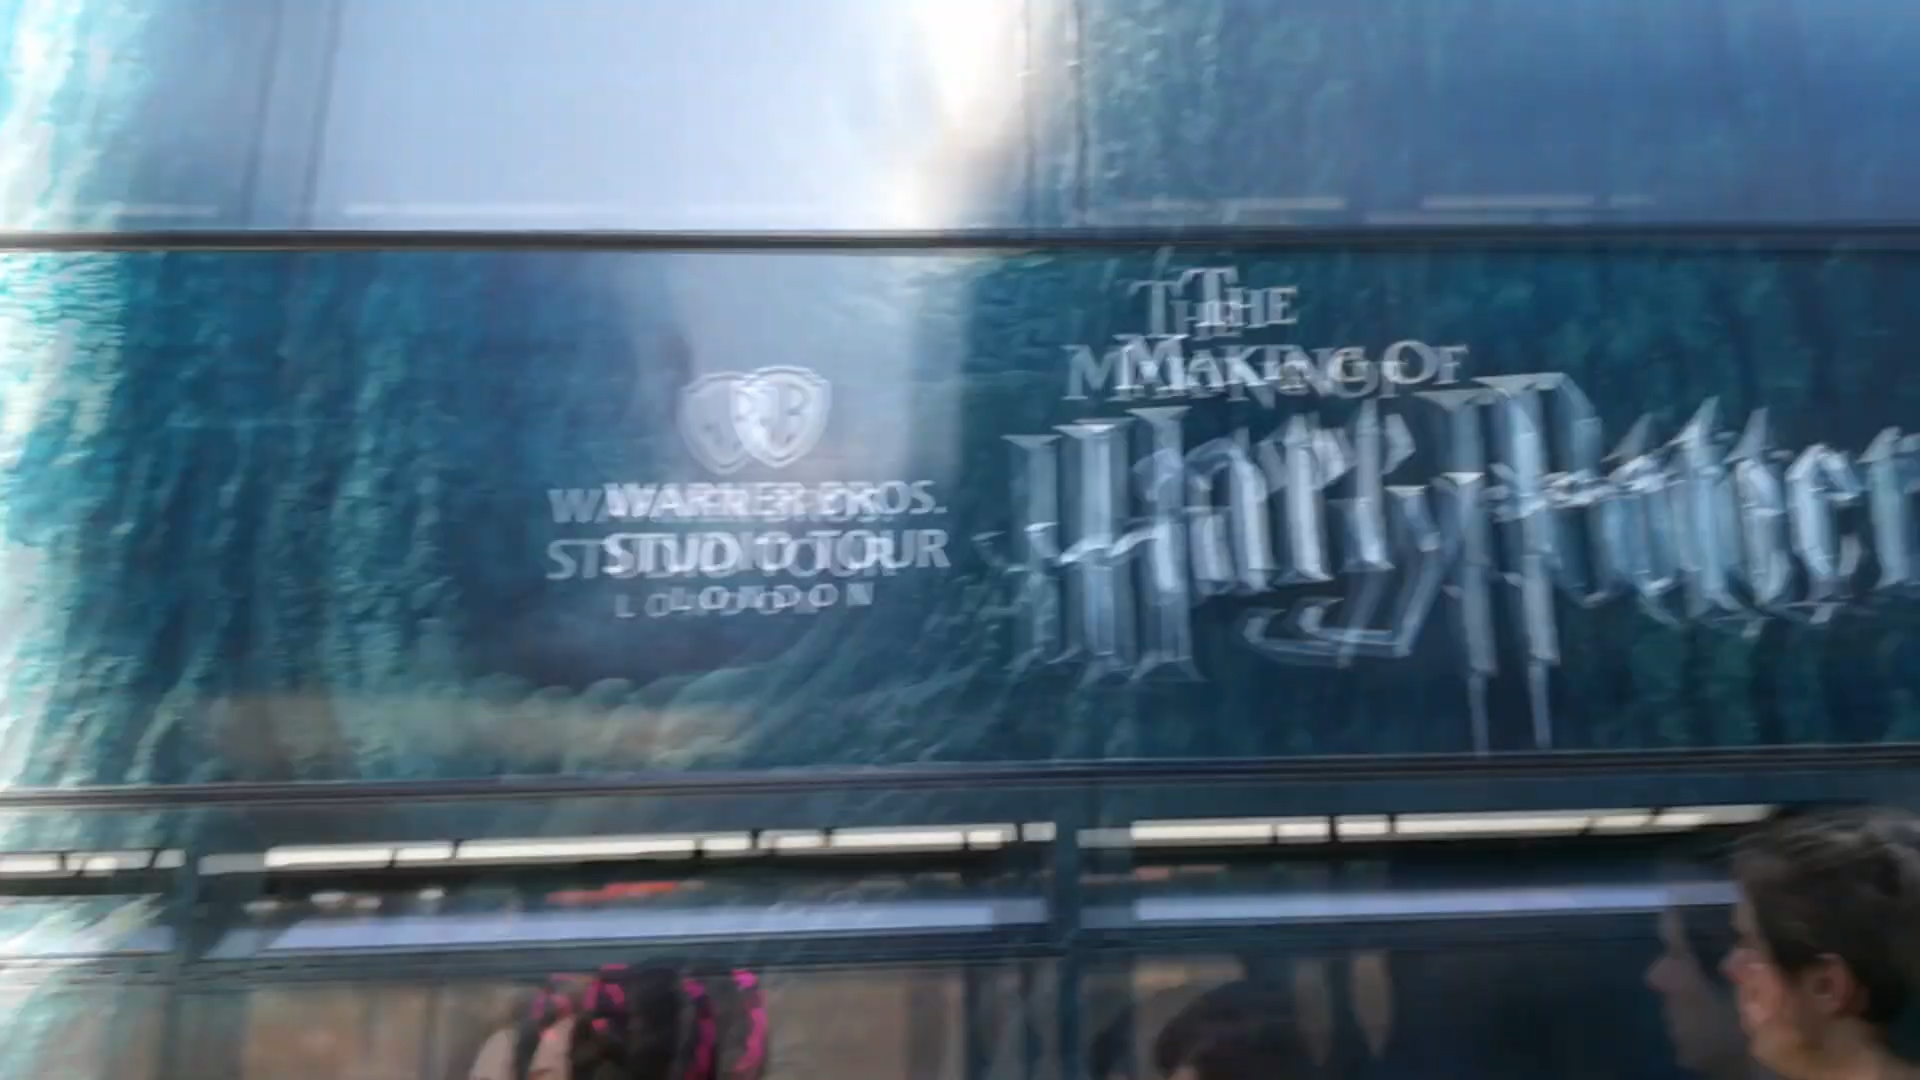 WARNER BROS.
STUDIO TOUR
LONDON
THE
MAKING OF
Harry Potter